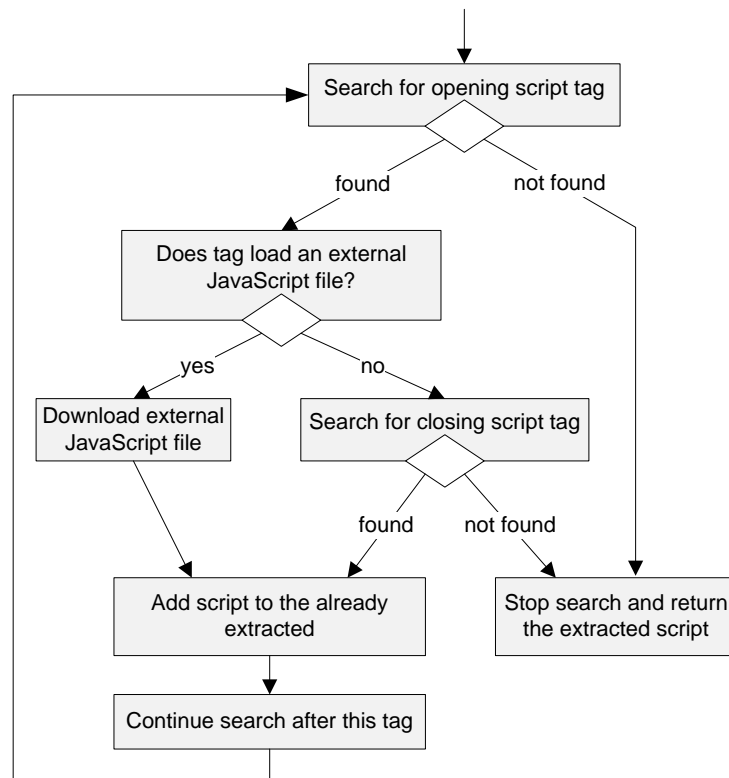 Search for opening script tag
found
not found
Does tag load an external
JavaScript file?
yes
no
Download external
JavaScript file
Search for closing script tag
found
not found
Add script to the already
extracted
Stop search and return
the extracted script
Continue search after this tag